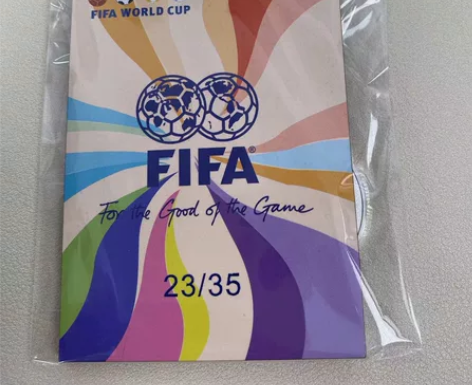 FIFA WORLD CUP
FIFA®
For the Good of the Game
23/35